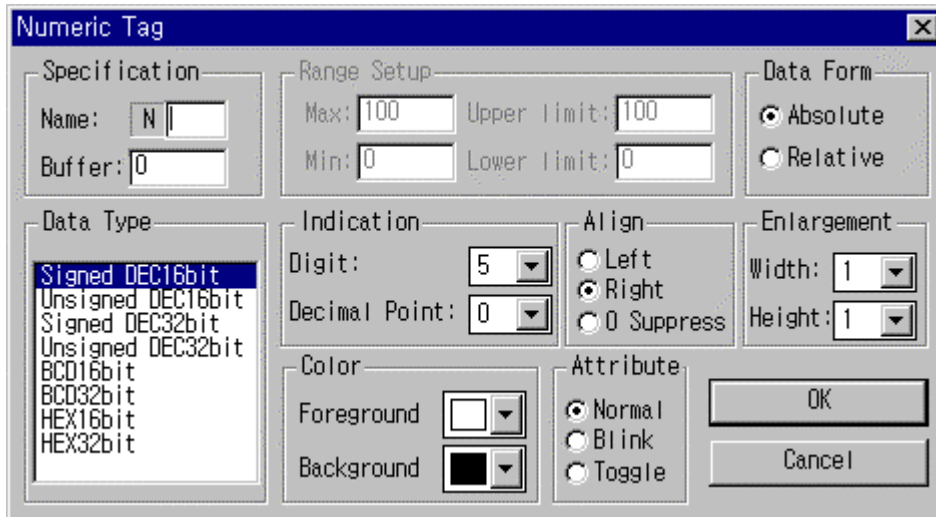 Numeric Tag
Specification
Name: N
Buffer: 0
Range Setup
Max: 100 Upper limit: 100
Min: 0 Lower limit: 0
Data Form
Absolute
Relative
Data Type
Signed DEC16bit
Unsigned DEC16bit
Signed DEC32bit
Unsigned DEC32bit
BCD16bit
BCD32bit
HEX16bit
HEX32bit
Indication
Digit: 5
Decimal Point: 0
Align
Left
Right
0 Suppress
Enlargement
Width: 1
Height: 1
Color
Foreground
Background
Attribute
Normal
Blink
Toggle
OK
Cancel